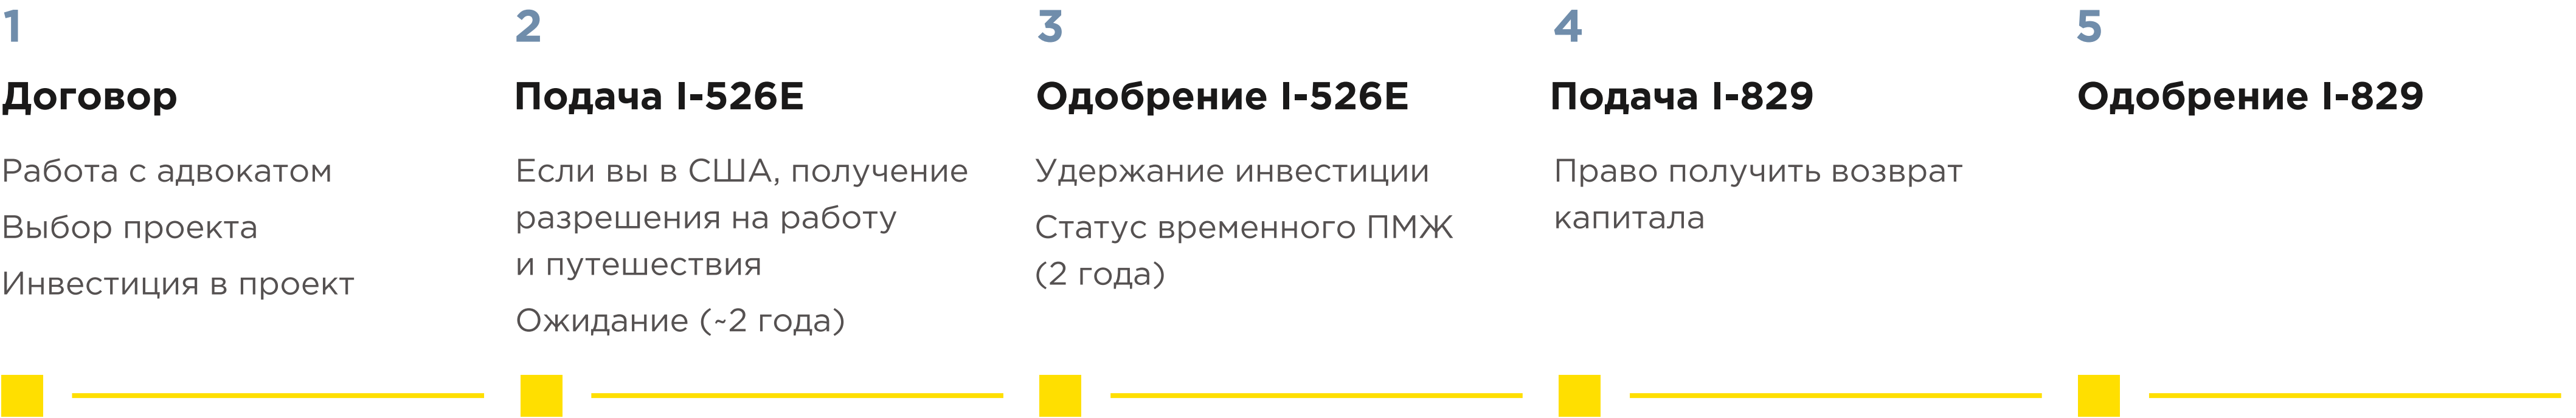 1
Договор
Работа с адвокатом
Выбор проекта
Инвестиция в проект
2
Подача I-526E
Если вы в США, получение
разрешения на работу
и путешествия
Ожидание (~2 года)
3
Одобрение I-526E
Удержание инвестиции
Статус временного ПМЖ
(2 года)
4
Подача I-829
Право получить возврат
капитала
5
Одобрение I-829